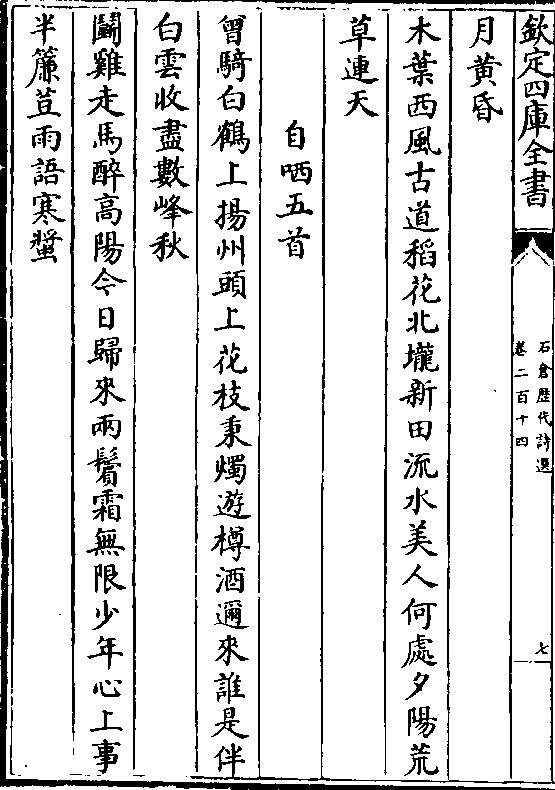 欽定四庫全書
石倉歷代詩選
卷二百十四
七
月黃昏
木葉西風古道稻花北壠新田流水美人何處夕陽荒
草連天
自哂五首
曾騎白鶴上揚州頭上花枝秉燭遊樽酒邇來誰是伴
白雲收盡數峰秋
鬭雞走馬醉高陽今日歸來兩鬢霜無限少年心上事
半簾荳雨語寒螿